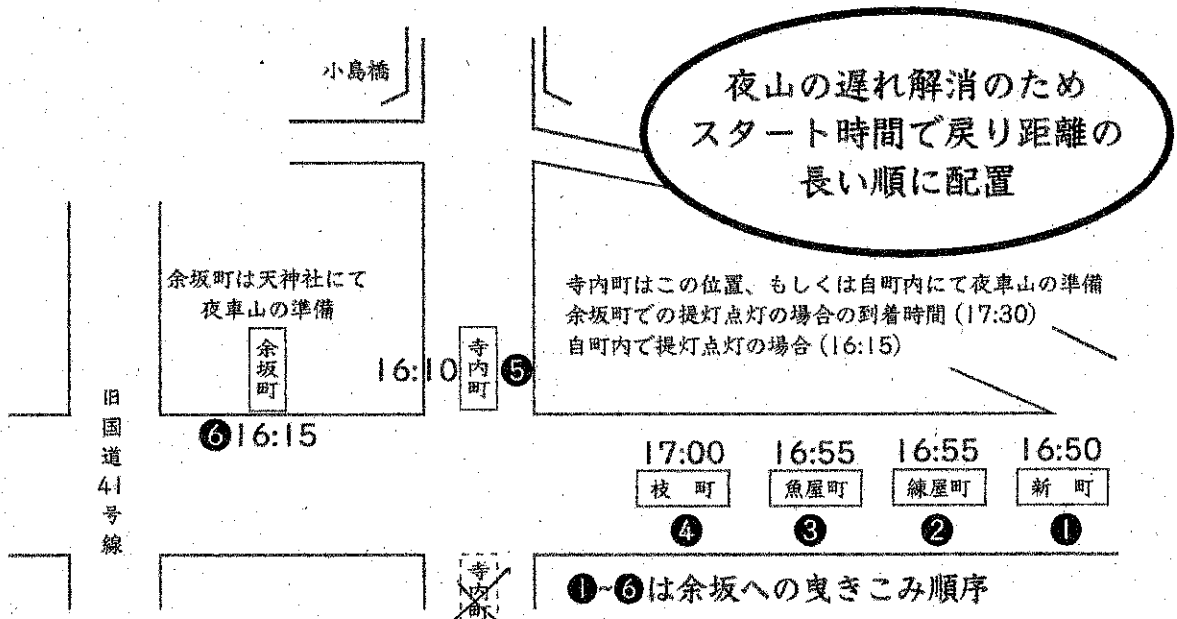 小島橋
夜山の遅れ解消のため
スタート時間で戻り距離の
長い順に配置
余坂町は天神社にて
夜車山の準備
寺内町はこの位置、もしくは自町内にて夜車山の準備
余坂町での提灯点灯の場合の到着時間(17:30)
自町内で提灯点灯の場合(16:15)
余坂町
16:10
寺内町
❺
旧国道41号線
❻16:15
17:00
枝 町
❹
16:55
魚屋町
❸
16:55
練屋町
❷
16:50
新 町
❶
寺内町
❶~❻は余坂への曳きこみ順序